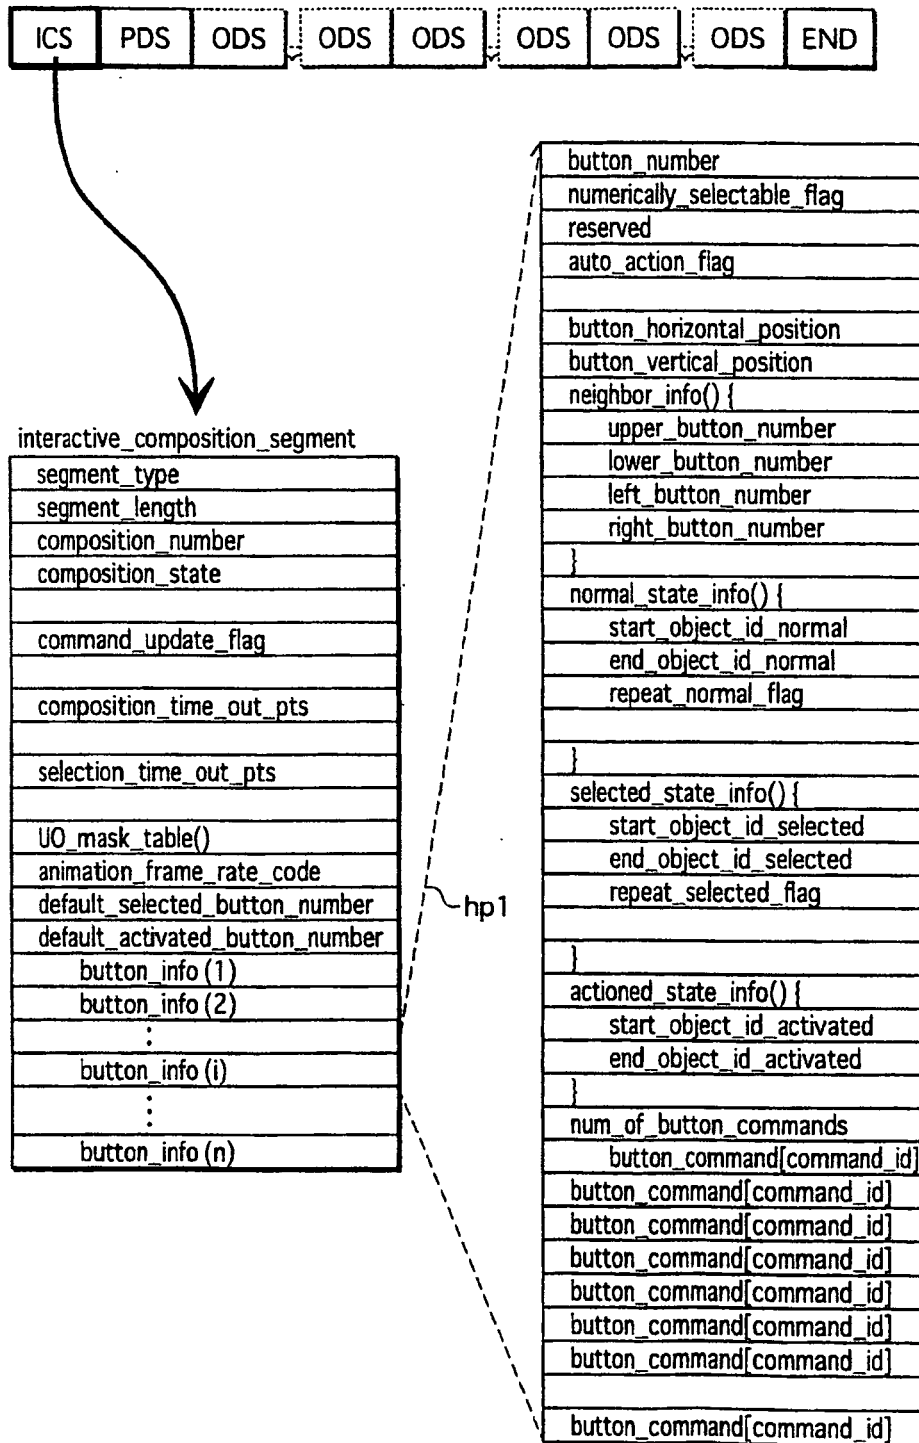 ICS PDS ODS ODS ODS ODS ODS ODS END
interactive_composition_segment
segment_type
segment_length
composition_number
composition_state
command_update_flag
composition_time_out_pts
selection_time_out_pts
UO_mask_table()
animation_frame_rate_code
default_selected_button_number
default_activated_button_number
button_info (1)
button_info (2)
⋮
button_info (i)
⋮
button_info (n)
hp1
button_number
numerically_selectable_flag
reserved
auto_action_flag
button_horizontal_position
button_vertical_position
neighbor_info() {
upper_button_number
lower_button_number
left_button_number
right_button_number
}
normal_state_info() {
start_object_id_normal
end_object_id_normal
repeat_normal_flag
}
selected_state_info() {
start_object_id_selected
end_object_id_selected
repeat_selected_flag
}
actioned_state_info() {
start_object_id_activated
end_object_id_activated
}
num_of_button_commands
button_command[command_id]
button_command[command_id]
button_command[command_id]
button_command[command_id]
button_command[command_id]
button_command[command_id]
button_command[command_id]
button_command[command_id]